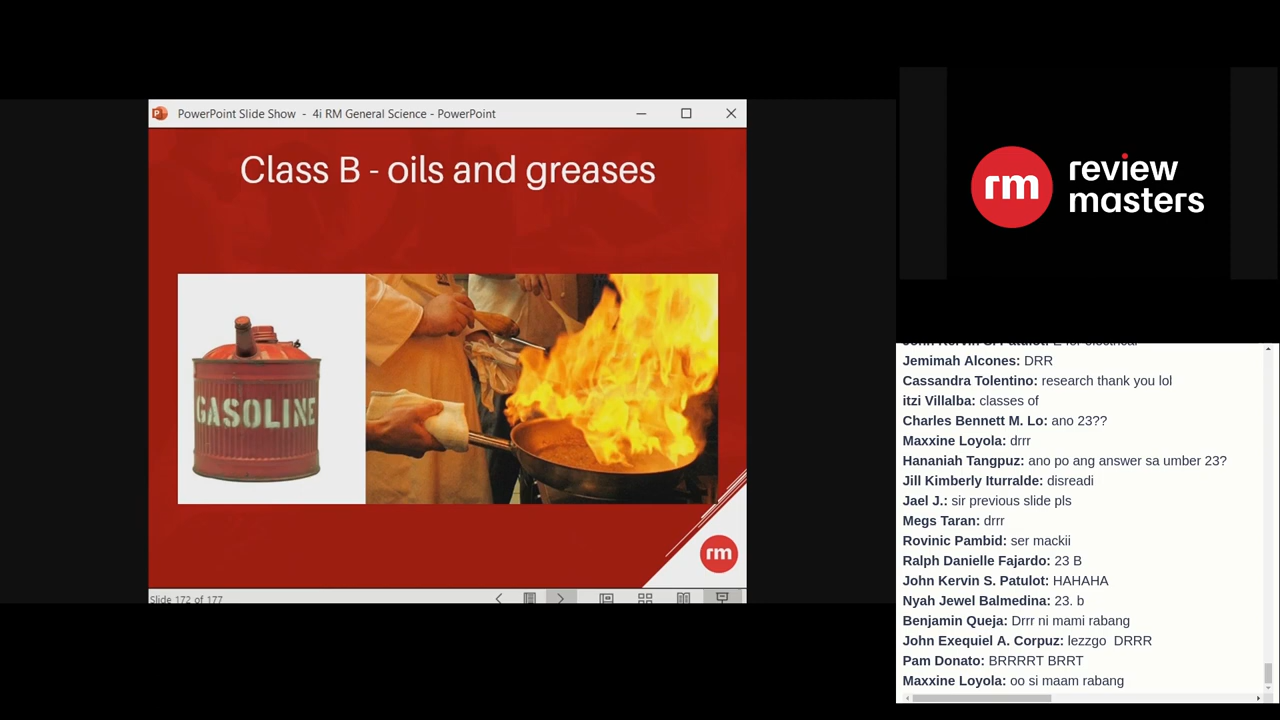 PowerPoint Slide Show - 4i RM General Science - PowerPoint
Class B - oils and greases
GASOLINE
rm
Slide 172 of 177
rm review
masters
John Kervin S. Patulot: E for electrical
Jemimah Alcones: DRR
Cassandra Tolentino: research thank you lol
itzi Villalba: classes of
Charles Bennett M. Lo: ano 23??
Maxxine Loyola: drrr
Hananiah Tangpuz: ano po ang answer sa umber 23?
Jill Kimberly Iturralde: disreadi
Jael J.: sir previous slide pls
Megs Taran: drrr
Rovinic Pambid: ser mackii
Ralph Danielle Fajardo: 23 B
John Kervin S. Patulot: HAHAHA
Nyah Jewel Balmedina: 23. b
Benjamin Queja: Drrr ni mami rabang
John Exequiel A. Corpuz: lezzgo DRRR
Pam Donato: BRRRRT BRRT
Maxxine Loyola: oo si maam rabang